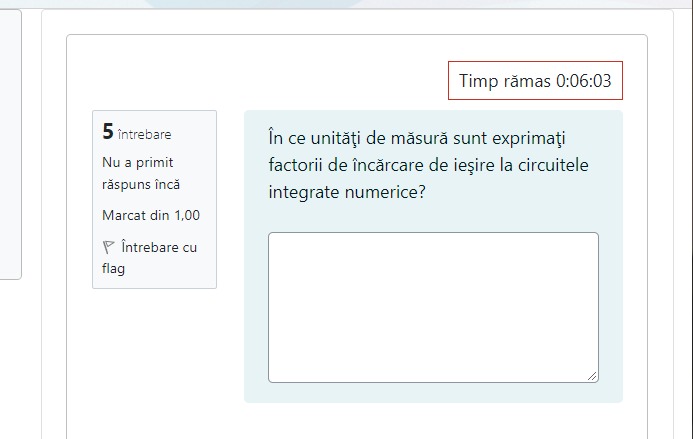 Timp rămas 0:06:03
5 întrebare
Nu a primit
răspuns încă
Marcat din 1,00
Întrebare cu
flag
În ce unităţi de măsură sunt exprimaţi
factorii de încărcare de ieşire la circuitele
integrate numerice?